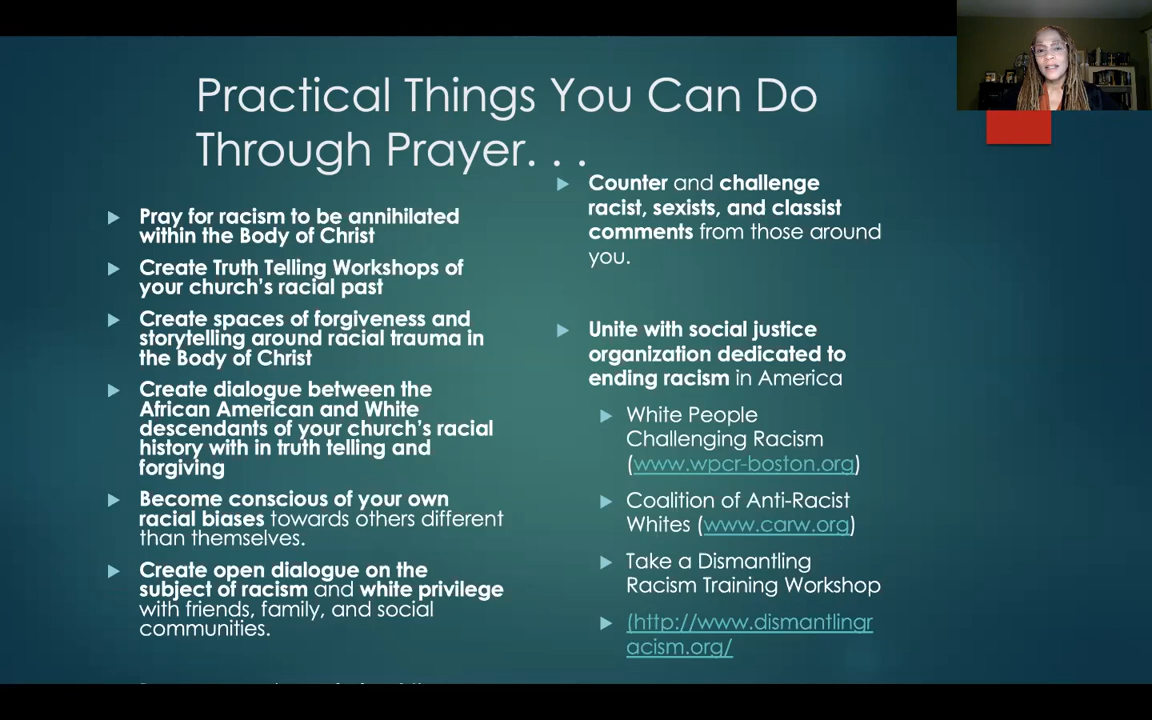 Practical Things You Can Do
Through Prayer. . .
Pray for racism to be annihilated
within the Body of Christ
Create Truth Telling Workshops of
your church's racial past
Create spaces of forgiveness and
storytelling around racial trauma in
the Body of Christ
Create dialogue between the
African American and White
descendants of your church's racial
history with in truth telling and
forgiving
Become conscious of your own
racial biases towards others different
than themselves.
Create open dialogue on the
subject of racism and white privilege
with friends, family, and social
communities.
Counter and challenge
racist, sexists, and classist
comments from those around
you.
Unite with social justice
organization dedicated to
ending racism in America
White People
Challenging Racism
(www.wpcr-boston.org)
Coalition of Anti-Racist
Whites (www.carw.org)
Take a Dismantling
Racism Training Workshop
(http://www.dismantlingr
acism.org/